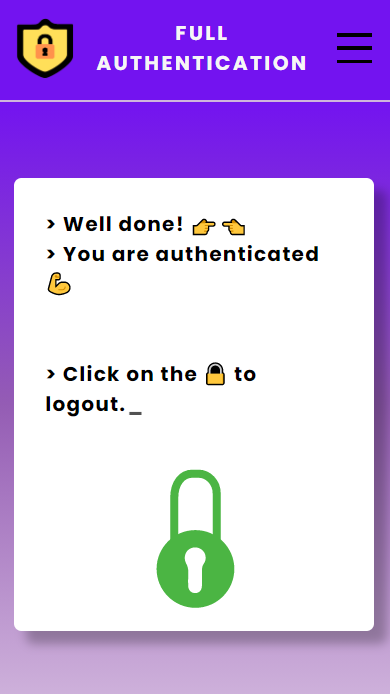 FULL
AUTHENTICATION
> Well done! 👉 👈
> You are authenticated
💪
> Click on the 🔒 to
logout. _